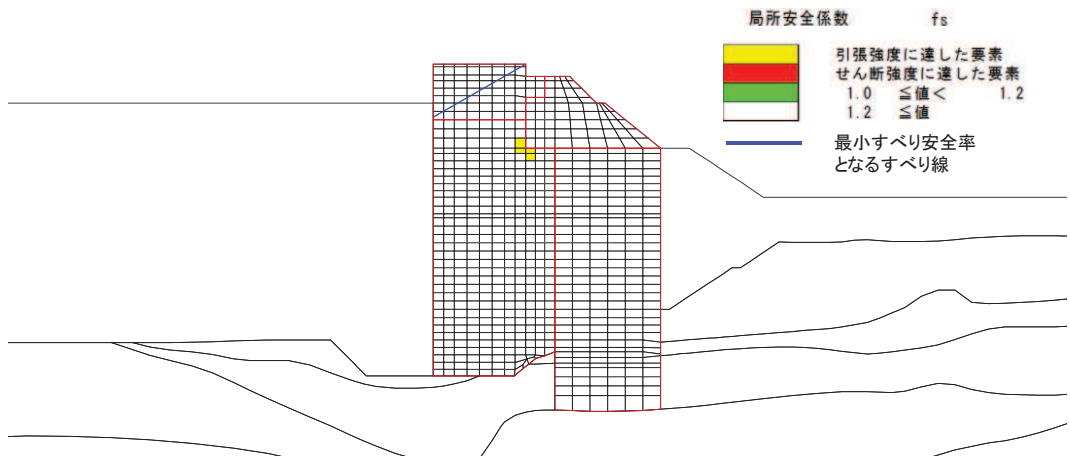 局所安全係数 fs
引張強度に達した要素
せん断強度に達した要素
1.0 ≦値< 1.2
1.2 ≦値
最小すべり安全率
となるすべり線